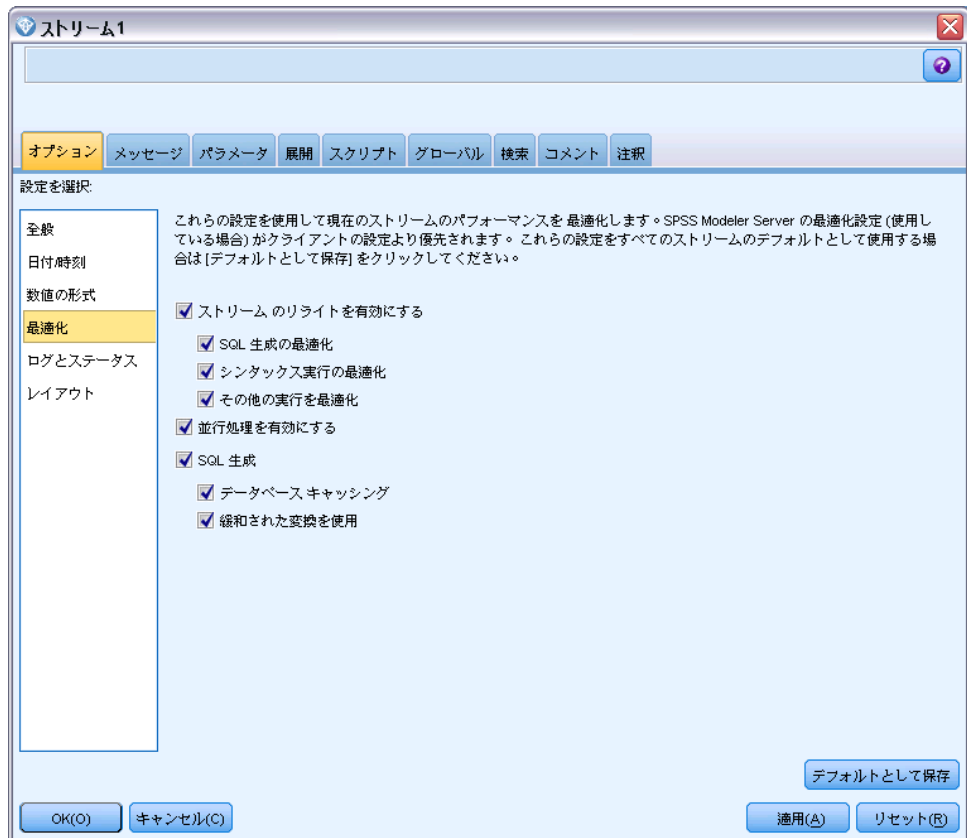 ストリーム1
オプション メッセージ パラメータ 展開 スクリプト グローバル 検索 コメント 注釈
設定を選択:
全般
日付/時刻
数値の形式
最適化
ログとステータス
レイアウト
これらの設定を使用して現在のストリームのパフォーマンスを 最適化します。SPSS Modeler Server の最適化設定 (使用し
ている場合) がクライアントの設定より優先されます。 これらの設定をすべてのストリームのデフォルトとして使用する場
合は [デフォルトとして保存] をクリックしてください。
ストリーム のリライトを有効にする
SQL 生成の最適化
シンタックス実行の最適化
その他の実行を最適化
並行処理を有効にする
SQL 生成
データベース キャッシング
緩和された変換を使用
デフォルトとして保存
OK(O) キャンセル(C) 適用(A) リセット(R)